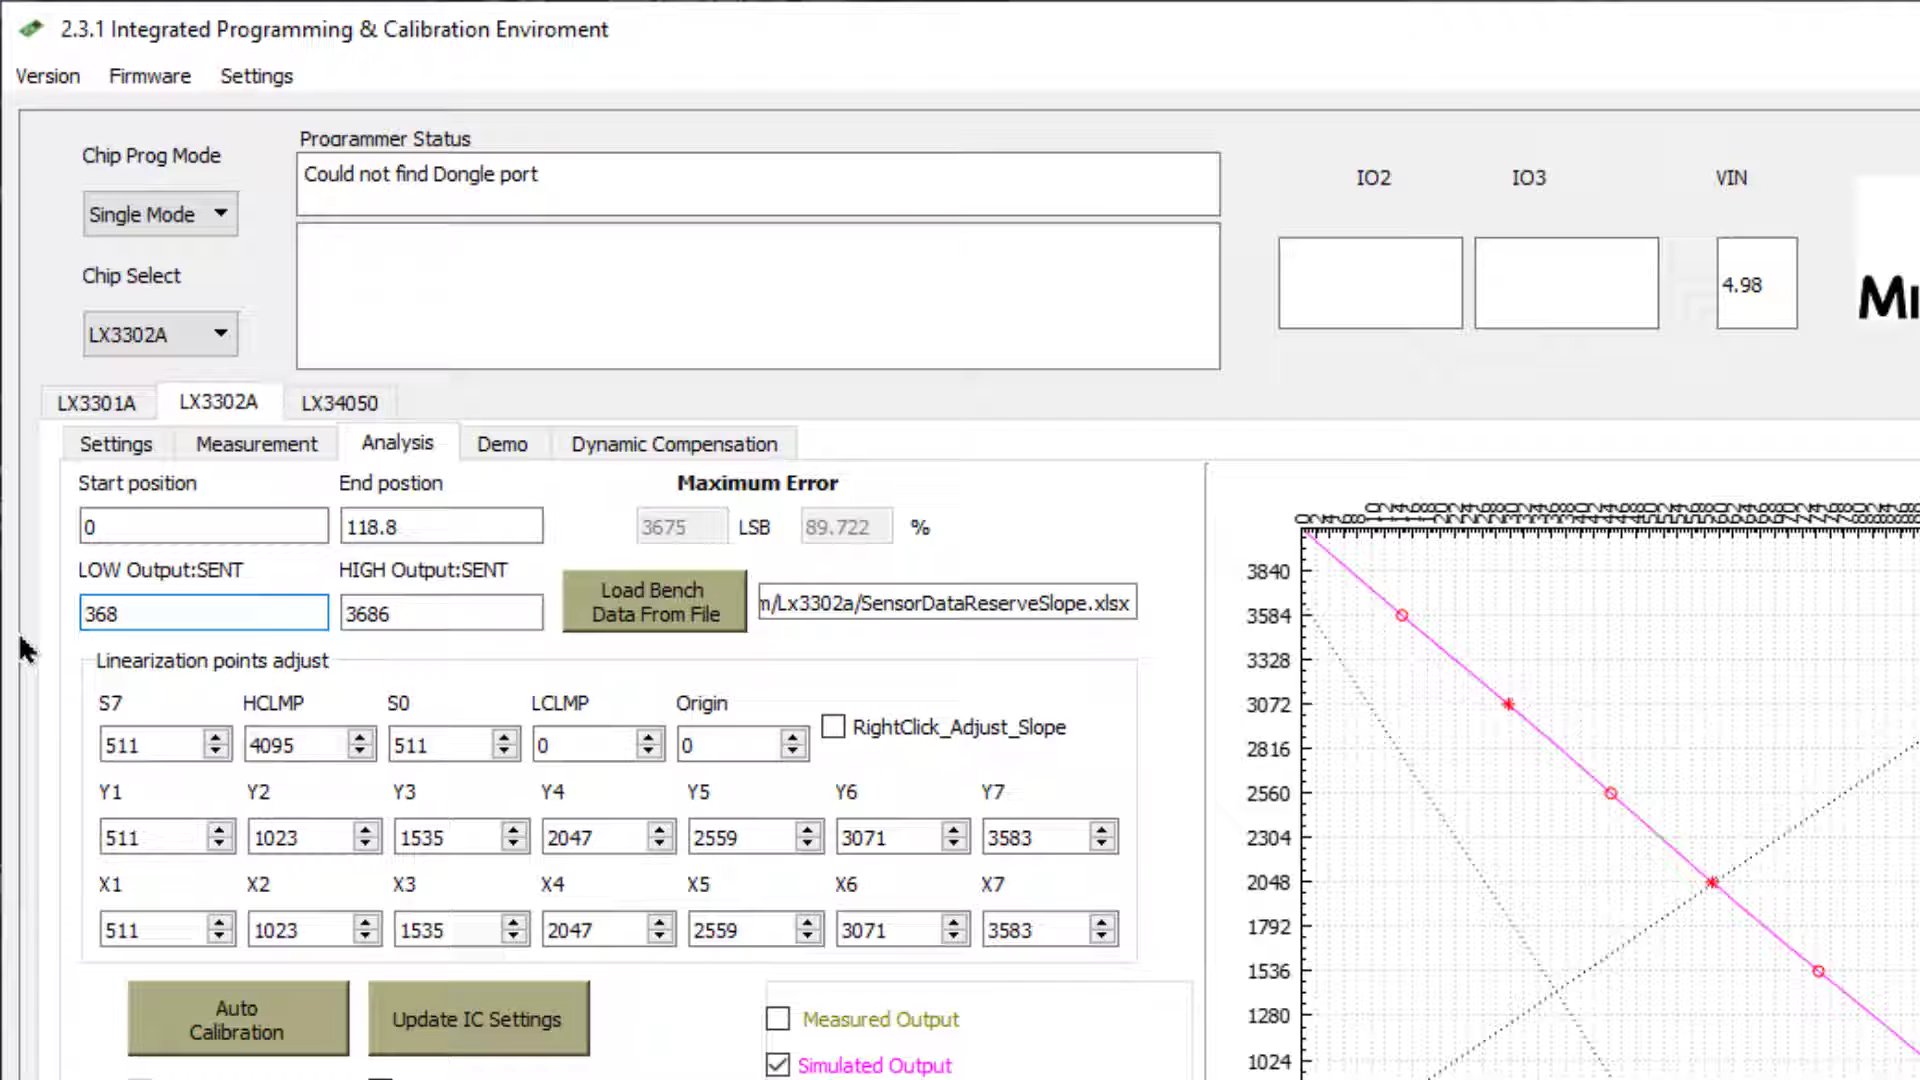 2.3.1 Integrated Programming & Calibration Enviroment
Version Firmware Settings
Chip Prog Mode
Single Mode
Chip Select
LX3302A
Programmer Status
Could not find Dongle port
IO2 IO3 VIN
4.98
Mi
LX3301A LX3302A LX34050
Settings Measurement Analysis Demo Dynamic Compensation
Start position End postion Maximum Error
0 118.8 3675 LSB 89.722 %
LOW Output:SENT HIGH Output:SENT
368 3686
Load Bench
Data From File
n/Lx3302a/SensorDataReserveSlope.xlsx
Linearization points adjust
S7 HCLMP S0 LCLMP Origin
511 4095 511 0 0
RightClick_Adjust_Slope
Y1 Y2 Y3 Y4 Y5 Y6 Y7
511 1023 1535 2047 2559 3071 3583
X1 X2 X3 X4 X5 X6 X7
511 1023 1535 2047 2559 3071 3583
Auto
Calibration
Update IC Settings
Measured Output
Simulated Output
3840
3584
3328
3072
2816
2560
2304
2048
1792
1536
1280
1024